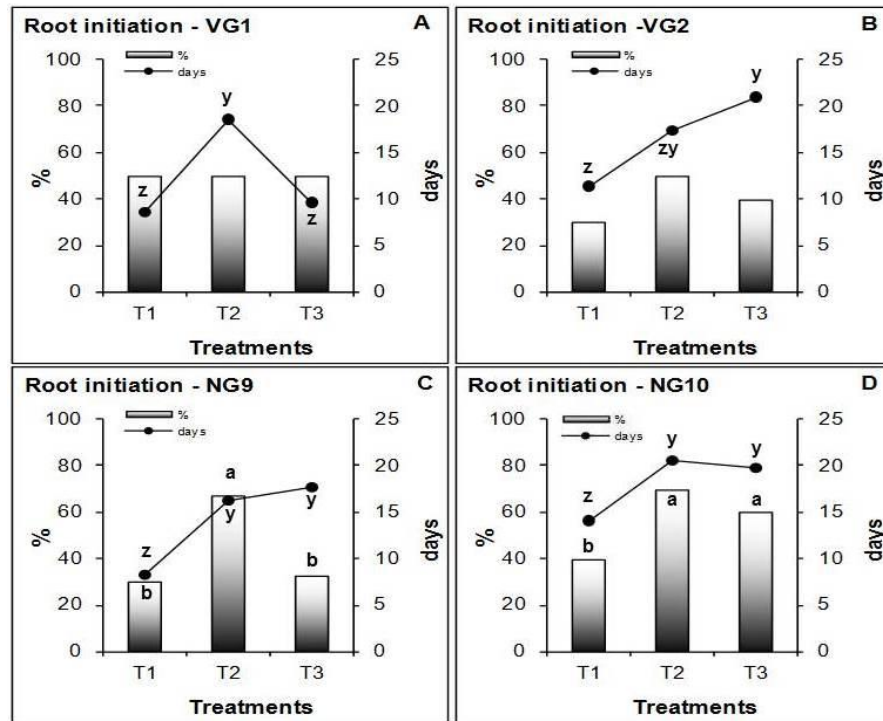 Root initiation - VG1 A
%
days
100
80
60
40
20
0
%
25
20
15
10
5
0
days
z
y
z
T1 T2 T3
Treatments
Root initiation -VG2 B
%
days
100
80
60
40
20
0
%
25
20
15
10
5
0
days
z
zy
y
T1 T2 T3
Treatments
Root initiation - NG9 C
%
days
100
80
60
40
20
0
%
25
20
15
10
5
0
days
a
z
y
y
b
b
T1 T2 T3
Treatments
Root initiation - NG10 D
%
days
100
80
60
40
20
0
%
25
20
15
10
5
0
days
y
y
z
a
a
b
T1 T2 T3
Treatments